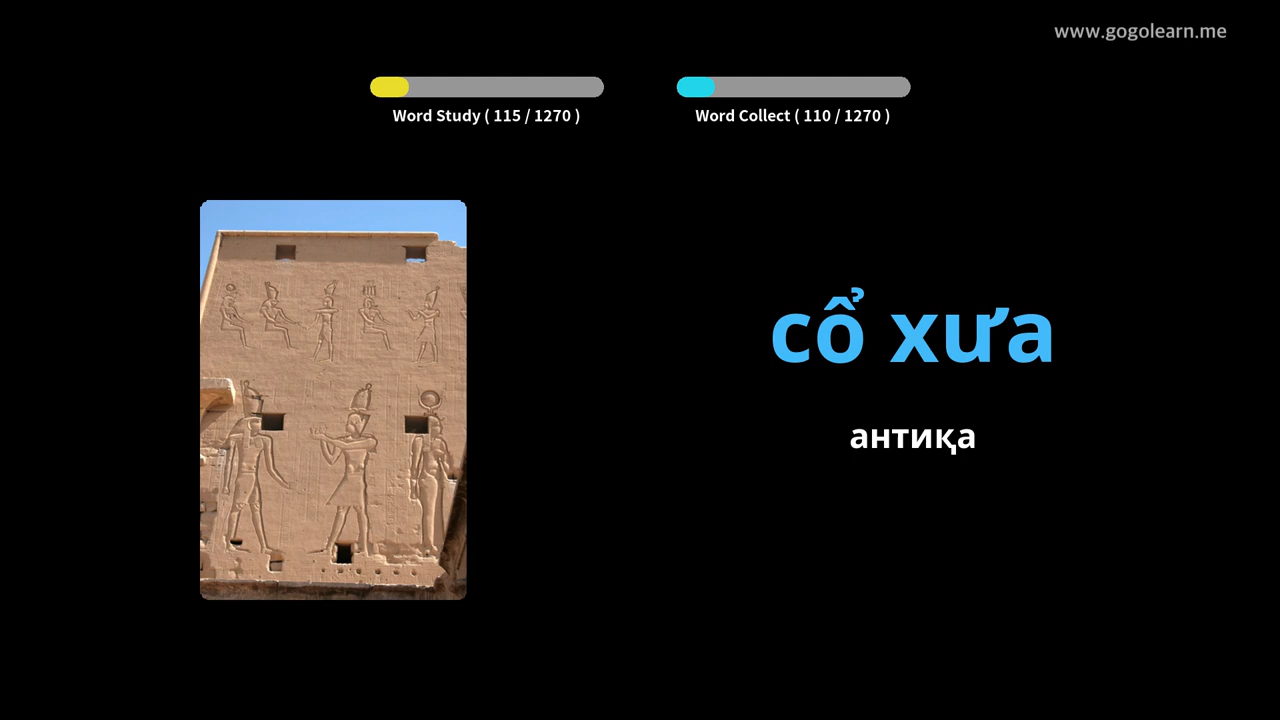 www.gogolearn.me
Word Study ( 115 / 1270 )
Word Collect ( 110 / 1270 )
cổ xưa
антиқа